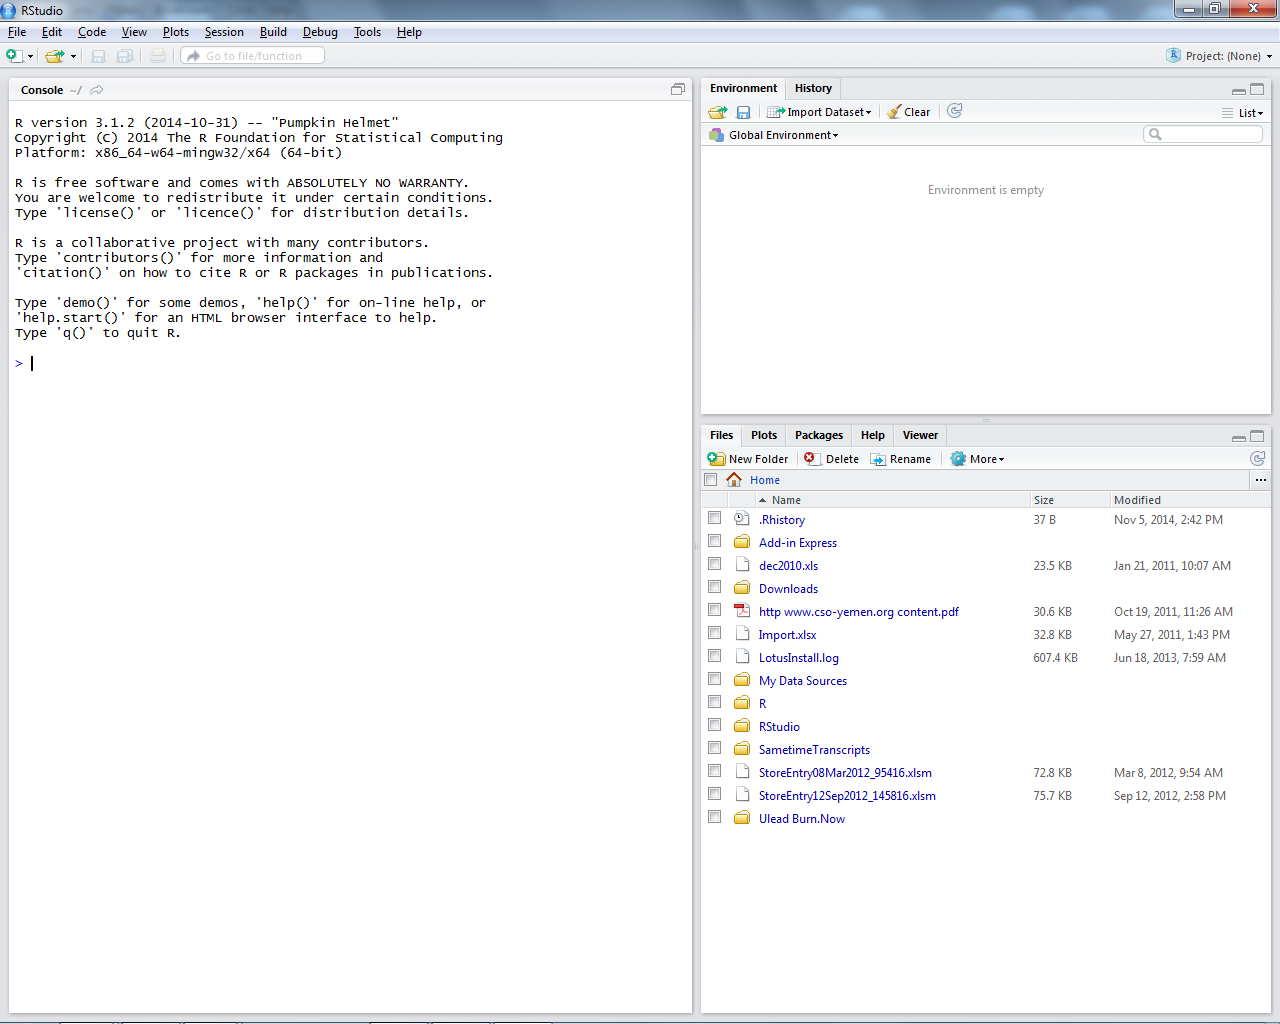 RStudio
File Edit Code View Plots Session Build Debug Tools Help
Go to file/function
Project: (None)
Console ~/
R version 3.1.2 (2014-10-31) -- "Pumpkin Helmet"
Copyright (C) 2014 The R Foundation for Statistical Computing
Platform: x86_64-w64-mingw32/x64 (64-bit)
R is free software and comes with ABSOLUTELY NO WARRANTY.
You are welcome to redistribute it under certain conditions.
Type 'license()' or 'licence()' for distribution details.
R is a collaborative project with many contributors.
Type 'contributors()' for more information and
'citation()' on how to cite R or R packages in publications.
Type 'demo()' for some demos, 'help()' for on-line help, or
'help.start()' for an HTML browser interface to help.
Type 'q()' to quit R.
>
Environment History
Import Dataset Clear List
Global Environment
Environment is empty
Files Plots Packages Help Viewer
New Folder Delete Rename More
Home ...
Name Size Modified
.Rhistory 37 B Nov 5, 2014, 2:42 PM
Add-in Express
dec2010.xls 23.5 KB Jan 21, 2011, 10:07 AM
Downloads
http www.cso-yemen.org content.pdf 30.6 KB Oct 19, 2011, 11:26 AM
Import.xlsx 32.8 KB May 27, 2011, 1:43 PM
LotusInstall.log 607.4 KB Jun 18, 2013, 7:59 AM
My Data Sources
R
RStudio
SametimeTranscripts
StoreEntry08Mar2012_95416.xlsm 72.8 KB Mar 8, 2012, 9:54 AM
StoreEntry12Sep2012_145816.xlsm 75.7 KB Sep 12, 2012, 2:58 PM
Ulead Burn.Now